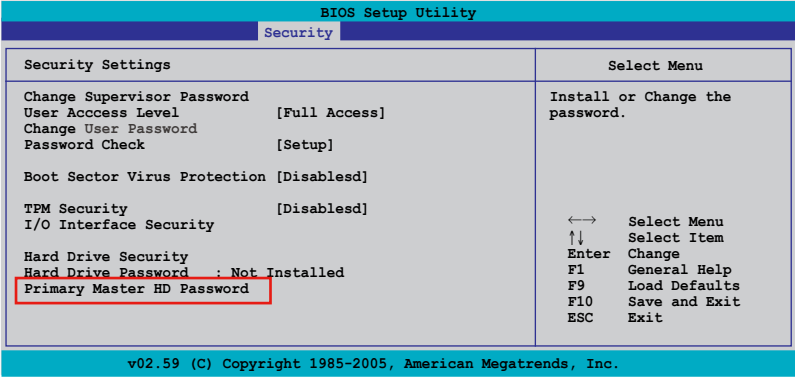 BIOS Setup Utility
Security
Security Settings
Change Supervisor Password
User Acccess Level [Full Access]
Change User Password
Password Check [Setup]
Boot Sector Virus Protection [Disablesd]
TPM Security [Disablesd]
I/O Interface Security
Hard Drive Security
Hard Drive Password : Not Installed
Primary Master HD Password
Select Menu
Install or Change the
password.
←→ Select Menu
↑↓ Select Item
Enter Change
F1 General Help
F9 Load Defaults
F10 Save and Exit
ESC Exit
v02.59 (C) Copyright 1985-2005, American Megatrends, Inc.